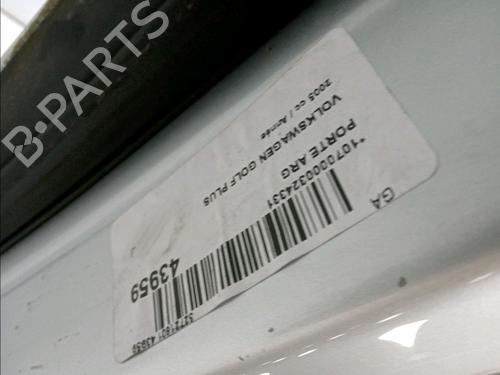 B-PARTS
GA
*1070000324331
PORTE ARG
VOLKSWAGEN GOLF PLUS
2005 cc / Année
43959